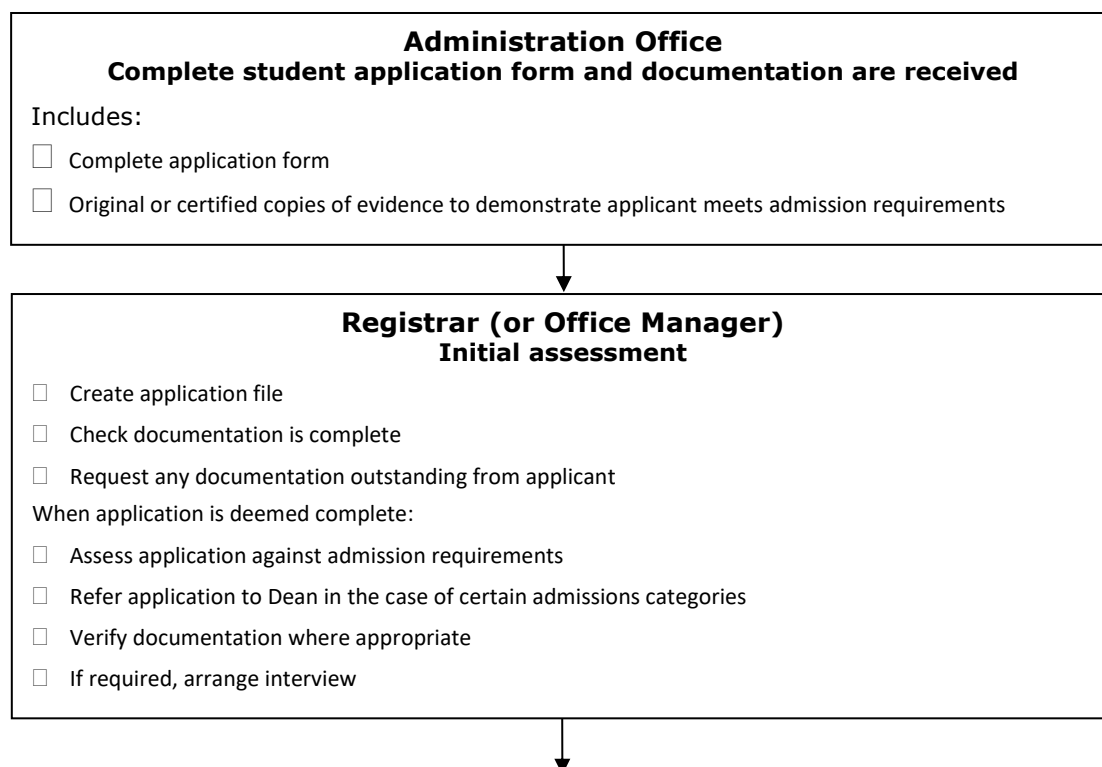 Administration Office
Complete student application form and documentation are received
Includes:
☐ Complete application form
☐ Original or certified copies of evidence to demonstrate applicant meets admission requirements
Registrar (or Office Manager)
Initial assessment
☐ Create application file
☐ Check documentation is complete
☐ Request any documentation outstanding from applicant
When application is deemed complete:
☐ Assess application against admission requirements
☐ Refer application to Dean in the case of certain admissions categories
☐ Verify documentation where appropriate
☐ If required, arrange interview